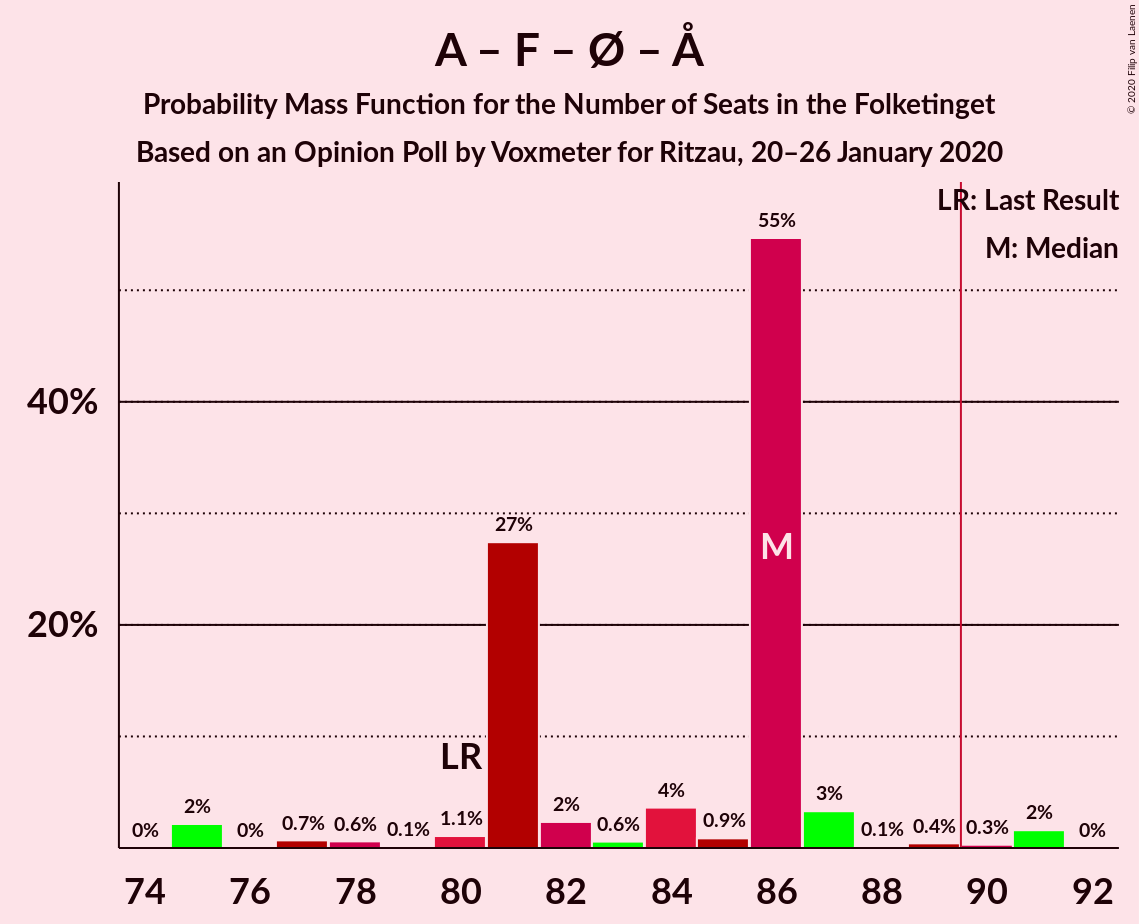 A – F – Ø – Å
Probability Mass Function for the Number of Seats in the Folketinget
Based on an Opinion Poll by Voxmeter for Ritzau, 20–26 January 2020
© 2020 Filip van Laenen
LR: Last Result
M: Median
40%
20%
0%
2%
0%
0.7%
0.6%
0.1%
1.1%
LR
27%
2%
0.6%
4%
0.9%
55%
M
3%
0.1%
0.4%
0.3%
2%
0%
74 76 78 80 82 84 86 88 90 92